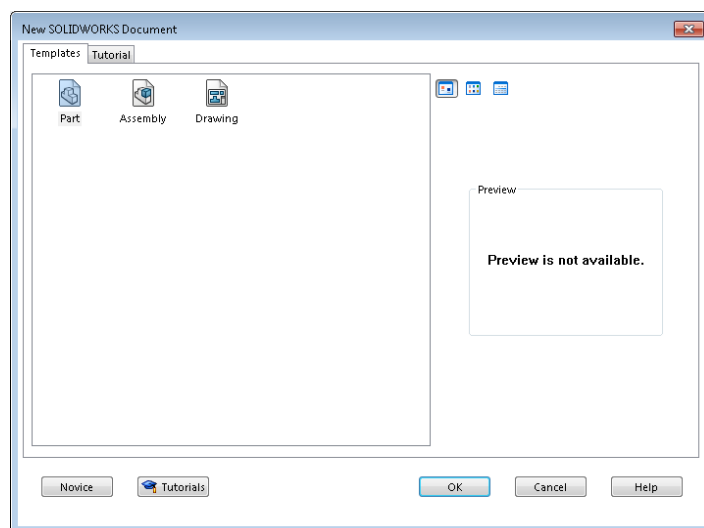 New SOLIDWORKS Document
Templates Tutorial
Part Assembly Drawing
Preview
Preview is not available.
Novice Tutorials OK Cancel Help